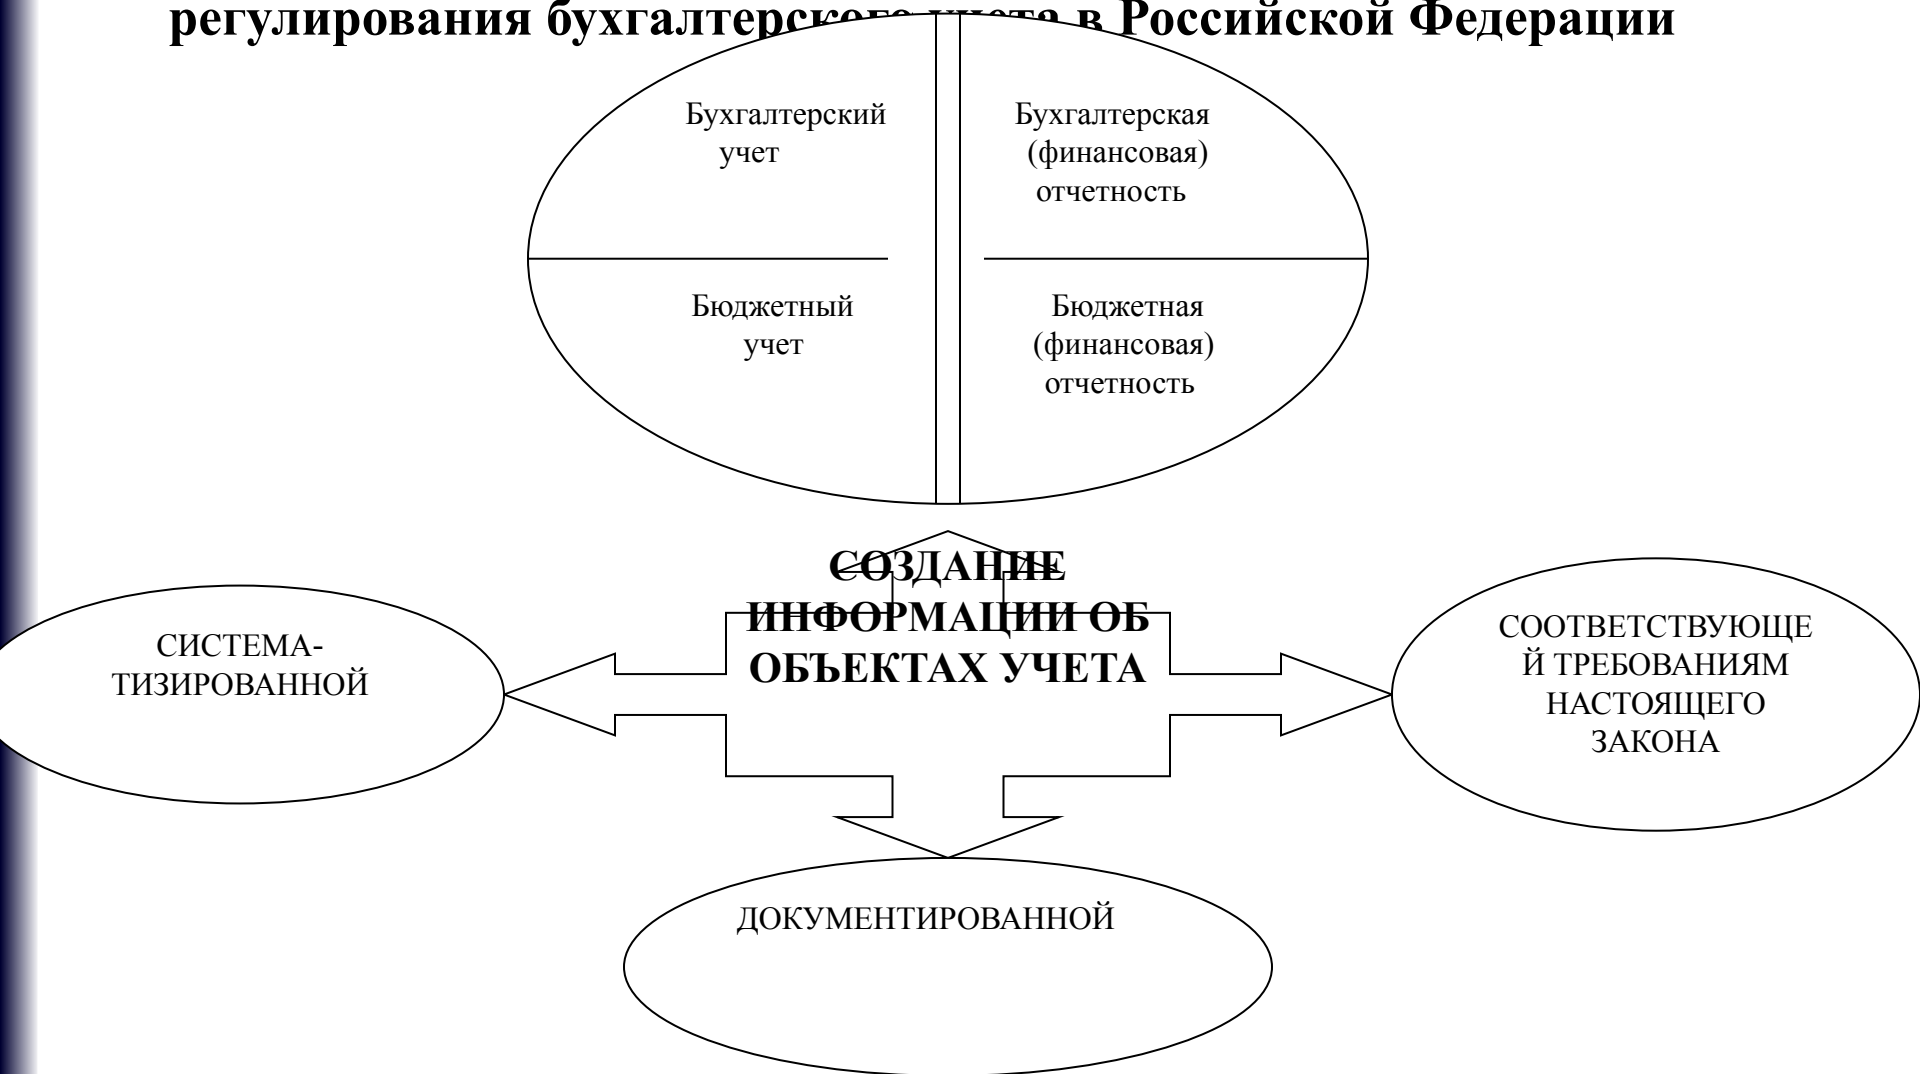 регулирования бухгалтерского учета в Российской Федерации
Бухгалтерский
учет
Бухгалтерская
(финансовая)
отчетность
Бюджетный
учет
Бюджетная
(финансовая)
отчетность
СОЗДАНИЕ
ИНФОРМАЦИИ ОБ
ОБЪЕКТАХ УЧЕТА
СИСТЕМА-
ТИЗИРОВАННОЙ
СООТВЕТСТВУЮЩЕ
Й ТРЕБОВАНИЯМ
НАСТОЯЩЕГО
ЗАКОНА
ДОКУМЕНТИРОВАННОЙ